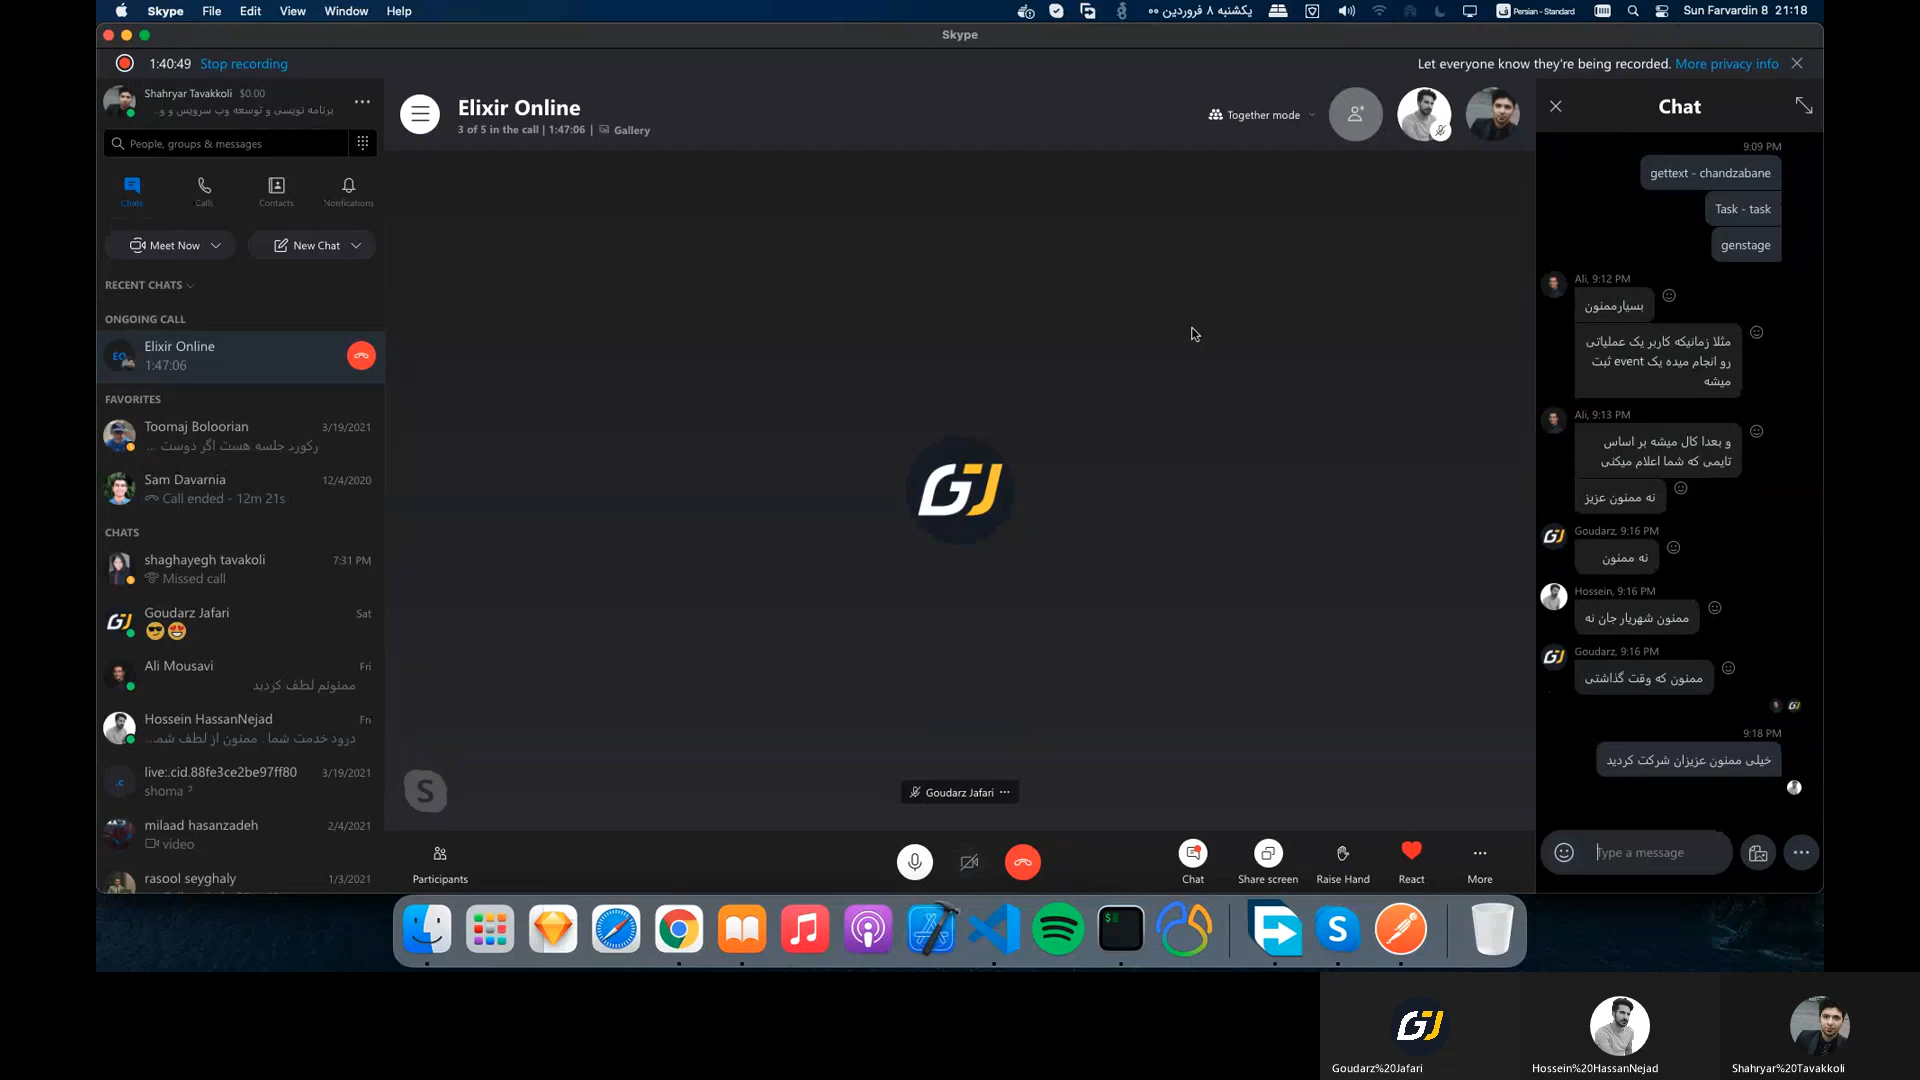 Skype File Edit View Window Help
یکشنبه ۸ فروردین ۰۰
Persian - Standard
Sun Farvardin 8 21:18
Skype
1:40:49 Stop recording
Let everyone know they're being recorded. More privacy info
Shahryar Tavakkoli $0.00
برنامه نویسی و توسعه وب سرویس و و...
People, groups & messages
Chats Calls Contacts Notifications
Meet Now
New Chat
RECENT CHATS
ONGOING CALL
EO
Elixir Online
1:47:06
FAVORITES
Toomaj Boloorian 3/19/2021
رکورد جلسه هست اگر دوست ...
Sam Davarnia 12/4/2020
Call ended - 12m 21s
CHATS
shaghayegh tavakoli 7:31 PM
Missed call
GJ
Goudarz Jafari Sat
Ali Mousavi Fri
ممنونم لطف کردید
Hossein HassanNejad Fri
درود خدمت شما . ممنون از لطف شم...
.c
live:.cid.88fe3ce2be97ff80 3/19/2021
shoma ?
milaad hasanzadeh 2/4/2021
video
rasool seyghaly 1/3/2021
Elixir Online
3 of 5 in the call | 1:47:06 | Gallery
Together mode
GJ
S
Goudarz Jafari
Participants
Chat
Share screen
Raise Hand
React
More
Chat
9:09 PM
gettext - chandzabane
Task - task
genstage
Ali, 9:12 PM
بسیارممنون
مثلا زمانیکه کاربر یک عملیاتی
رو انجام میده یک event ثبت
میشه
Ali, 9:13 PM
و بعدا کال میشه بر اساس
تایمی که شما اعلام میکنی
نه ممنون عزیز
GJ
Goudarz, 9:16 PM
نه ممنون
Hossein, 9:16 PM
ممنون شهریار جان نه
GJ
Goudarz, 9:16 PM
ممنون که وقت گذاشتی
GJ
9:18 PM
خیلی ممنون عزیزان شرکت کردید
Type a message
$
S
GJ
Goudarz%20Jafari
Hossein%20HassanNejad
Shahryar%20Tavakkoli